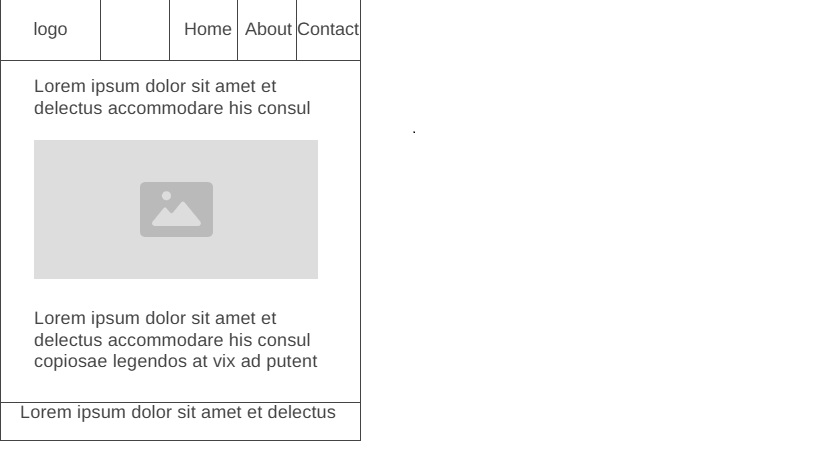 logo Home About Contact
Lorem ipsum dolor sit amet et
delectus accommodare his consul
Lorem ipsum dolor sit amet et
delectus accommodare his consul
copiosae legendos at vix ad putent
Lorem ipsum dolor sit amet et delectus
.